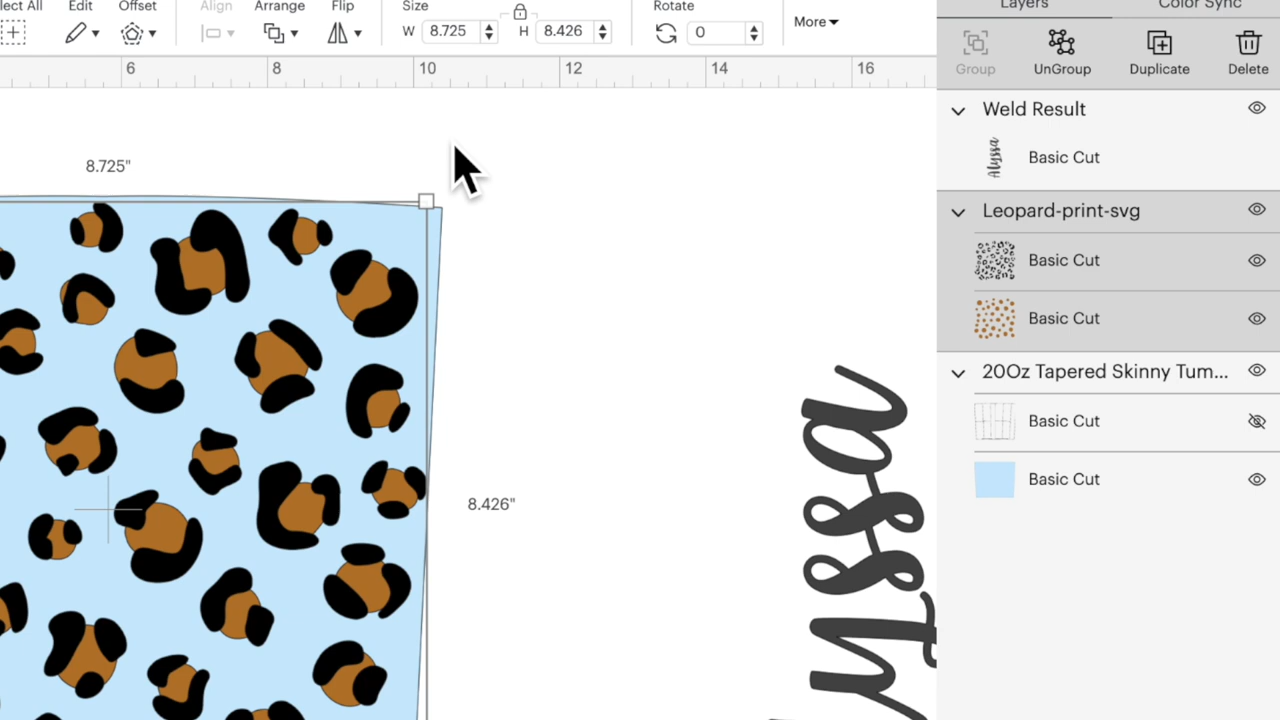 lect All Edit Offset Align Arrange Flip Size Rotate
W 8.725 H 8.426 0 More
6 8 10 12 14 16
8.725"
8.426"
yssa
Layers Color Sync
Group UnGroup Duplicate Delete
Weld Result
Alyssa Basic Cut
Leopard-print-svg
Basic Cut
Basic Cut
20Oz Tapered Skinny Tum...
Basic Cut
Basic Cut